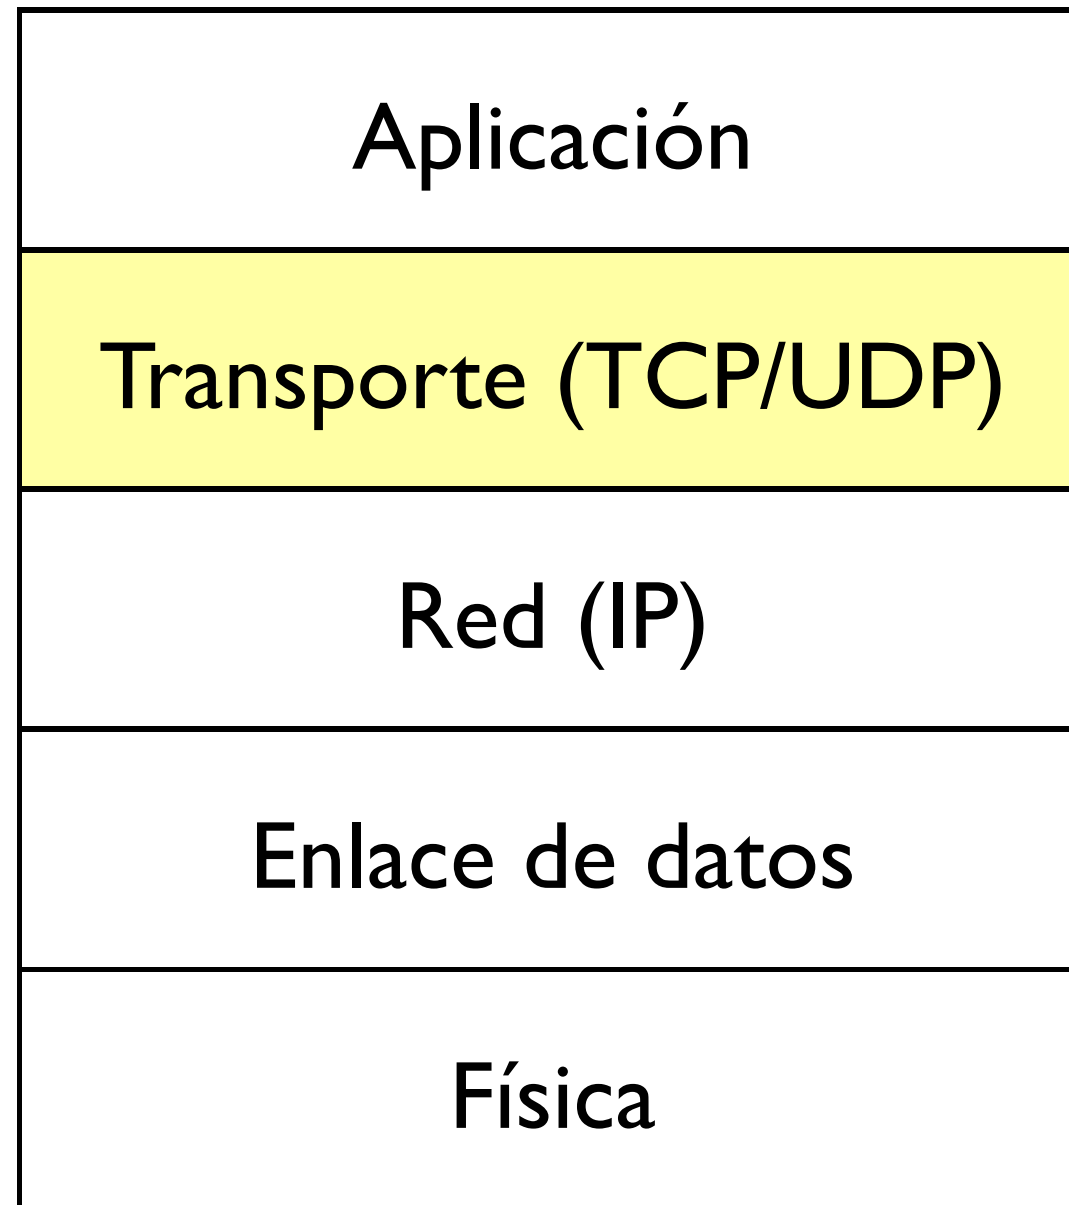 Aplicación
Transporte (TCP/UDP)
Red (IP)
Enlace de datos
Física